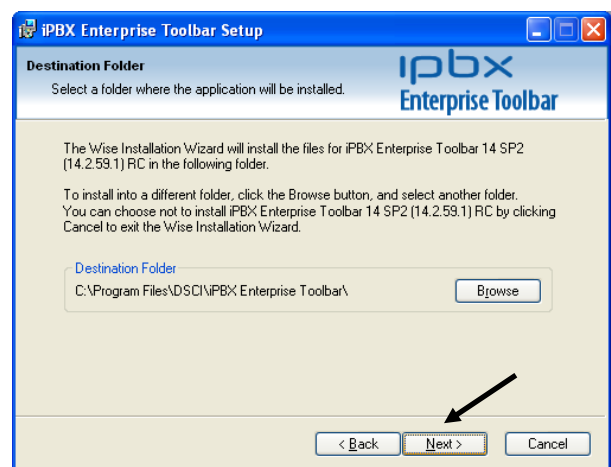 iPBX Enterprise Toolbar Setup
Destination Folder
Select a folder where the application will be installed.
ipbx
Enterprise Toolbar
The Wise Installation Wizard will install the files for iPBX Enterprise Toolbar 14 SP2
(14.2.59.1) RC in the following folder.
To install into a different folder, click the Browse button, and select another folder.
You can choose not to install iPBX Enterprise Toolbar 14 SP2 (14.2.59.1) RC by clicking
Cancel to exit the Wise Installation Wizard.
Destination Folder
C:\Program Files\DSCI\iPBX Enterprise Toolbar\
Browse
< Back
Next >
Cancel